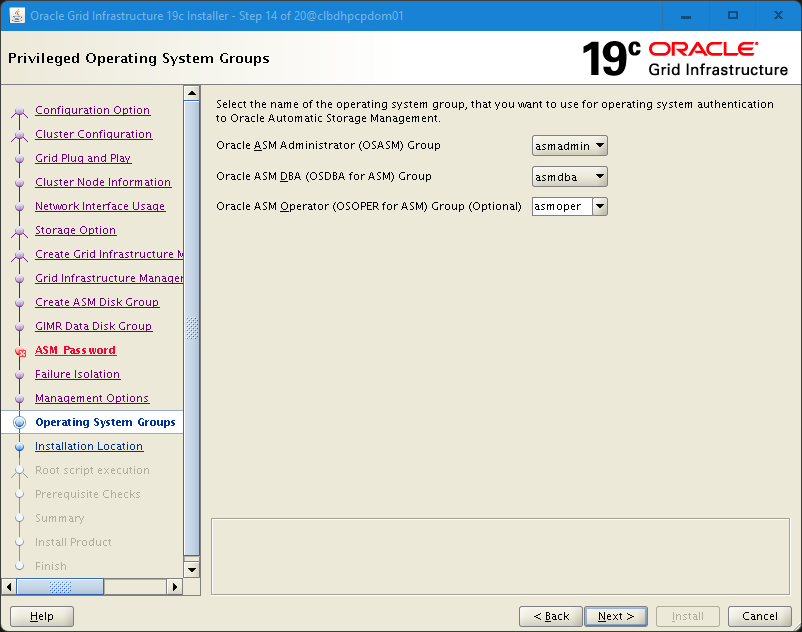 Oracle Grid Infrastructure 19c Installer - Step 14 of 20@clbdhpcpdom01
Privileged Operating System Groups
19c ORACLE
Grid Infrastructure
Configuration Option
Cluster Configuration
Grid Plug and Play
Cluster Node Information
Network Interface Usage
Storage Option
Create Grid Infrastructure M
Grid Infrastructure Manager
Create ASM Disk Group
GIMR Data Disk Group
ASM Password
Failure Isolation
Management Options
Operating System Groups
Installation Location
Root script execution
Prerequisite Checks
Summary
Install Product
Finish
Select the name of the operating system group, that you want to use for operating system authentication
to Oracle Automatic Storage Management.
Oracle ASM Administrator (OSASM) Group asmadmin
Oracle ASM DBA (OSDBA for ASM) Group asmdba
Oracle ASM Operator (OSOPER for ASM) Group (Optional) asmoper
Help < Back Next > Install Cancel